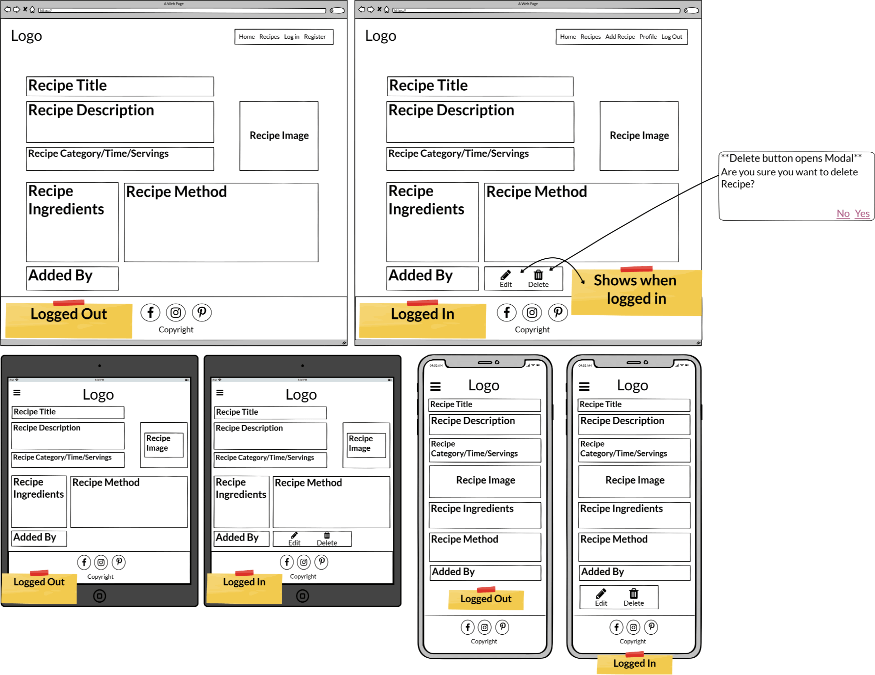 A Web Page
https://
Logo
Home Recipes Log in Register
Recipe Title
Recipe Description
Recipe Image
Recipe Category/Time/Servings
Recipe
Ingredients
Recipe Method
Added By
Logged Out
Copyright
A Web Page
https://
Logo
Home Recipes Add Recipe Profile Log Out
Recipe Title
Recipe Description
Recipe Image
Recipe Category/Time/Servings
Recipe
Ingredients
Recipe Method
Added By
Edit Delete
Shows when
logged in
Logged In
Copyright
**Delete button opens Modal**
Are you sure you want to delete
Recipe?
No Yes
Logo
Recipe Title
Recipe Description
Recipe
Image
Recipe Category/Time/Servings
Recipe
Ingredients
Recipe Method
Added By
Logged Out
Copyright
Logo
Recipe Title
Recipe Description
Recipe
Image
Recipe Category/Time/Servings
Recipe
Ingredients
Recipe Method
Added By
Edit Delete
Logged In
Copyright
Logo
Recipe Title
Recipe Description
Recipe
Category/Time/Servings
Recipe Image
Recipe Ingredients
Recipe Method
Added By
Logged Out
Copyright
Logo
Recipe Title
Recipe Description
Recipe
Category/Time/Servings
Recipe Image
Recipe Ingredients
Recipe Method
Added By
Edit Delete
Copyright
Logged In